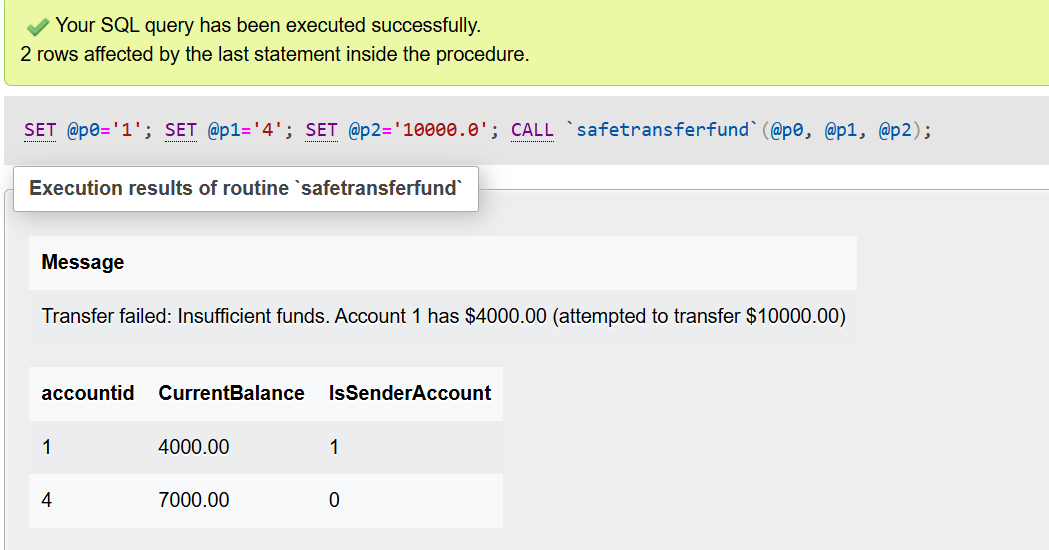 Your SQL query has been executed successfully.
2 rows affected by the last statement inside the procedure.
SET @p0='1'; SET @p1='4'; SET @p2='10000.0'; CALL `safetransferfund`(@p0, @p1, @p2);
Execution results of routine `safetransferfund`
Message
Transfer failed: Insufficient funds. Account 1 has $4000.00 (attempted to transfer $10000.00)
accountid CurrentBalance IsSenderAccount
1 4000.00 1
4 7000.00 0